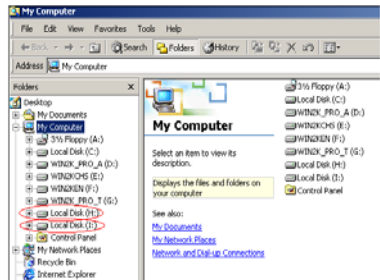 My Computer
File Edit View Favorites Tools Help
Back Search Folders History
Address My Computer
Folders x
Desktop
My Documents
My Computer
3½ Floppy (A:)
Local Disk (C:)
WIN2K_PRO_A (D:)
WIN2KCHS (E:)
WIN2KEN (F:)
WIN2K_PRO_T (G:)
Local Disk (H:)
Local Disk (I:)
Control Panel
My Network Places
Recycle Bin
Internet Explorer
My Computer
Select an item to view its
description.
Displays the files and folders on
your computer
See also:
My Documents
My Network Places
Network and Dial-up Connections
3½ Floppy (A:)
Local Disk (C:)
WIN2K_PRO_A (D:)
WIN2KCHS (E:)
WIN2KEN (F:)
WIN2K_PRO_T (G:)
Local Disk (H:)
Local Disk (I:)
Control Panel